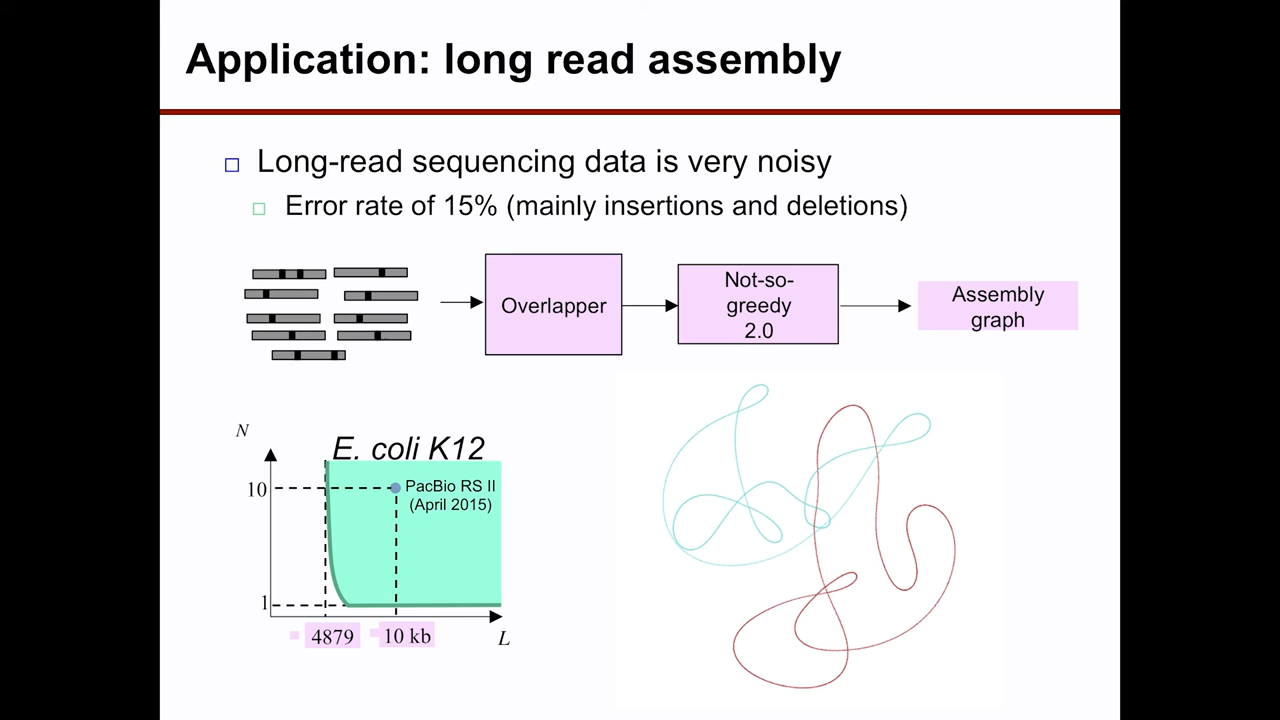 Application: long read assembly
Long-read sequencing data is very noisy
Error rate of 15% (mainly insertions and deletions)
Overlapper
Not-so-
greedy
2.0
Assembly
graph
N
E. coli K12
10
PacBio RS II
(April 2015)
1
4879
10 kb
L